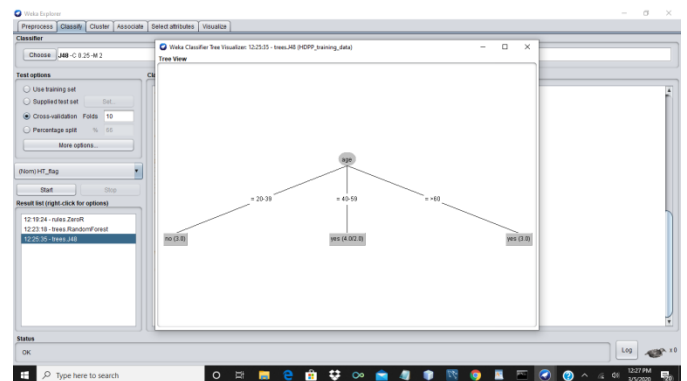 Weka Explorer
Preprocess Classify Cluster Associate Select attributes Visualize
Classifier
Choose J48 -C 0.25 -M 2
Test options
Use training set
Supplied test set Set...
Cross-validation Folds 10
Percentage split % 66
More options...
(Nom) HT_flag
Start Stop
Result list (right-click for options)
12:19:24 - rules.ZeroR
12:23:18 - trees.RandomForest
12:25:35 - trees.J48
Cl
Weka Classifier Tree Visualizer: 12:25:35 - trees.J48 (HDPP_training_data)
Tree View
age
= 20-39 = 40-59 = >60
no (3.0) yes (4.0/2.0) yes (3.0)
Status
OK
Log x 0
Type here to search
12:27 PM
3/5/2020